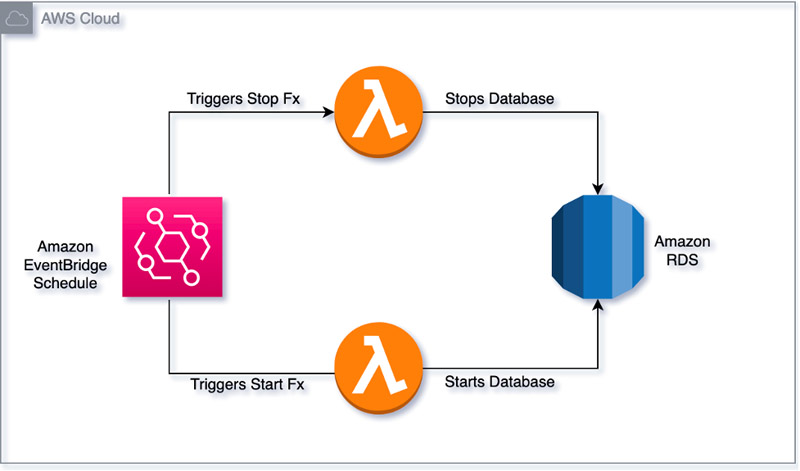 AWS Cloud
Triggers Stop Fx
Stops Database
Amazon
EventBridge
Schedule
Amazon
RDS
Triggers Start Fx
Starts Database